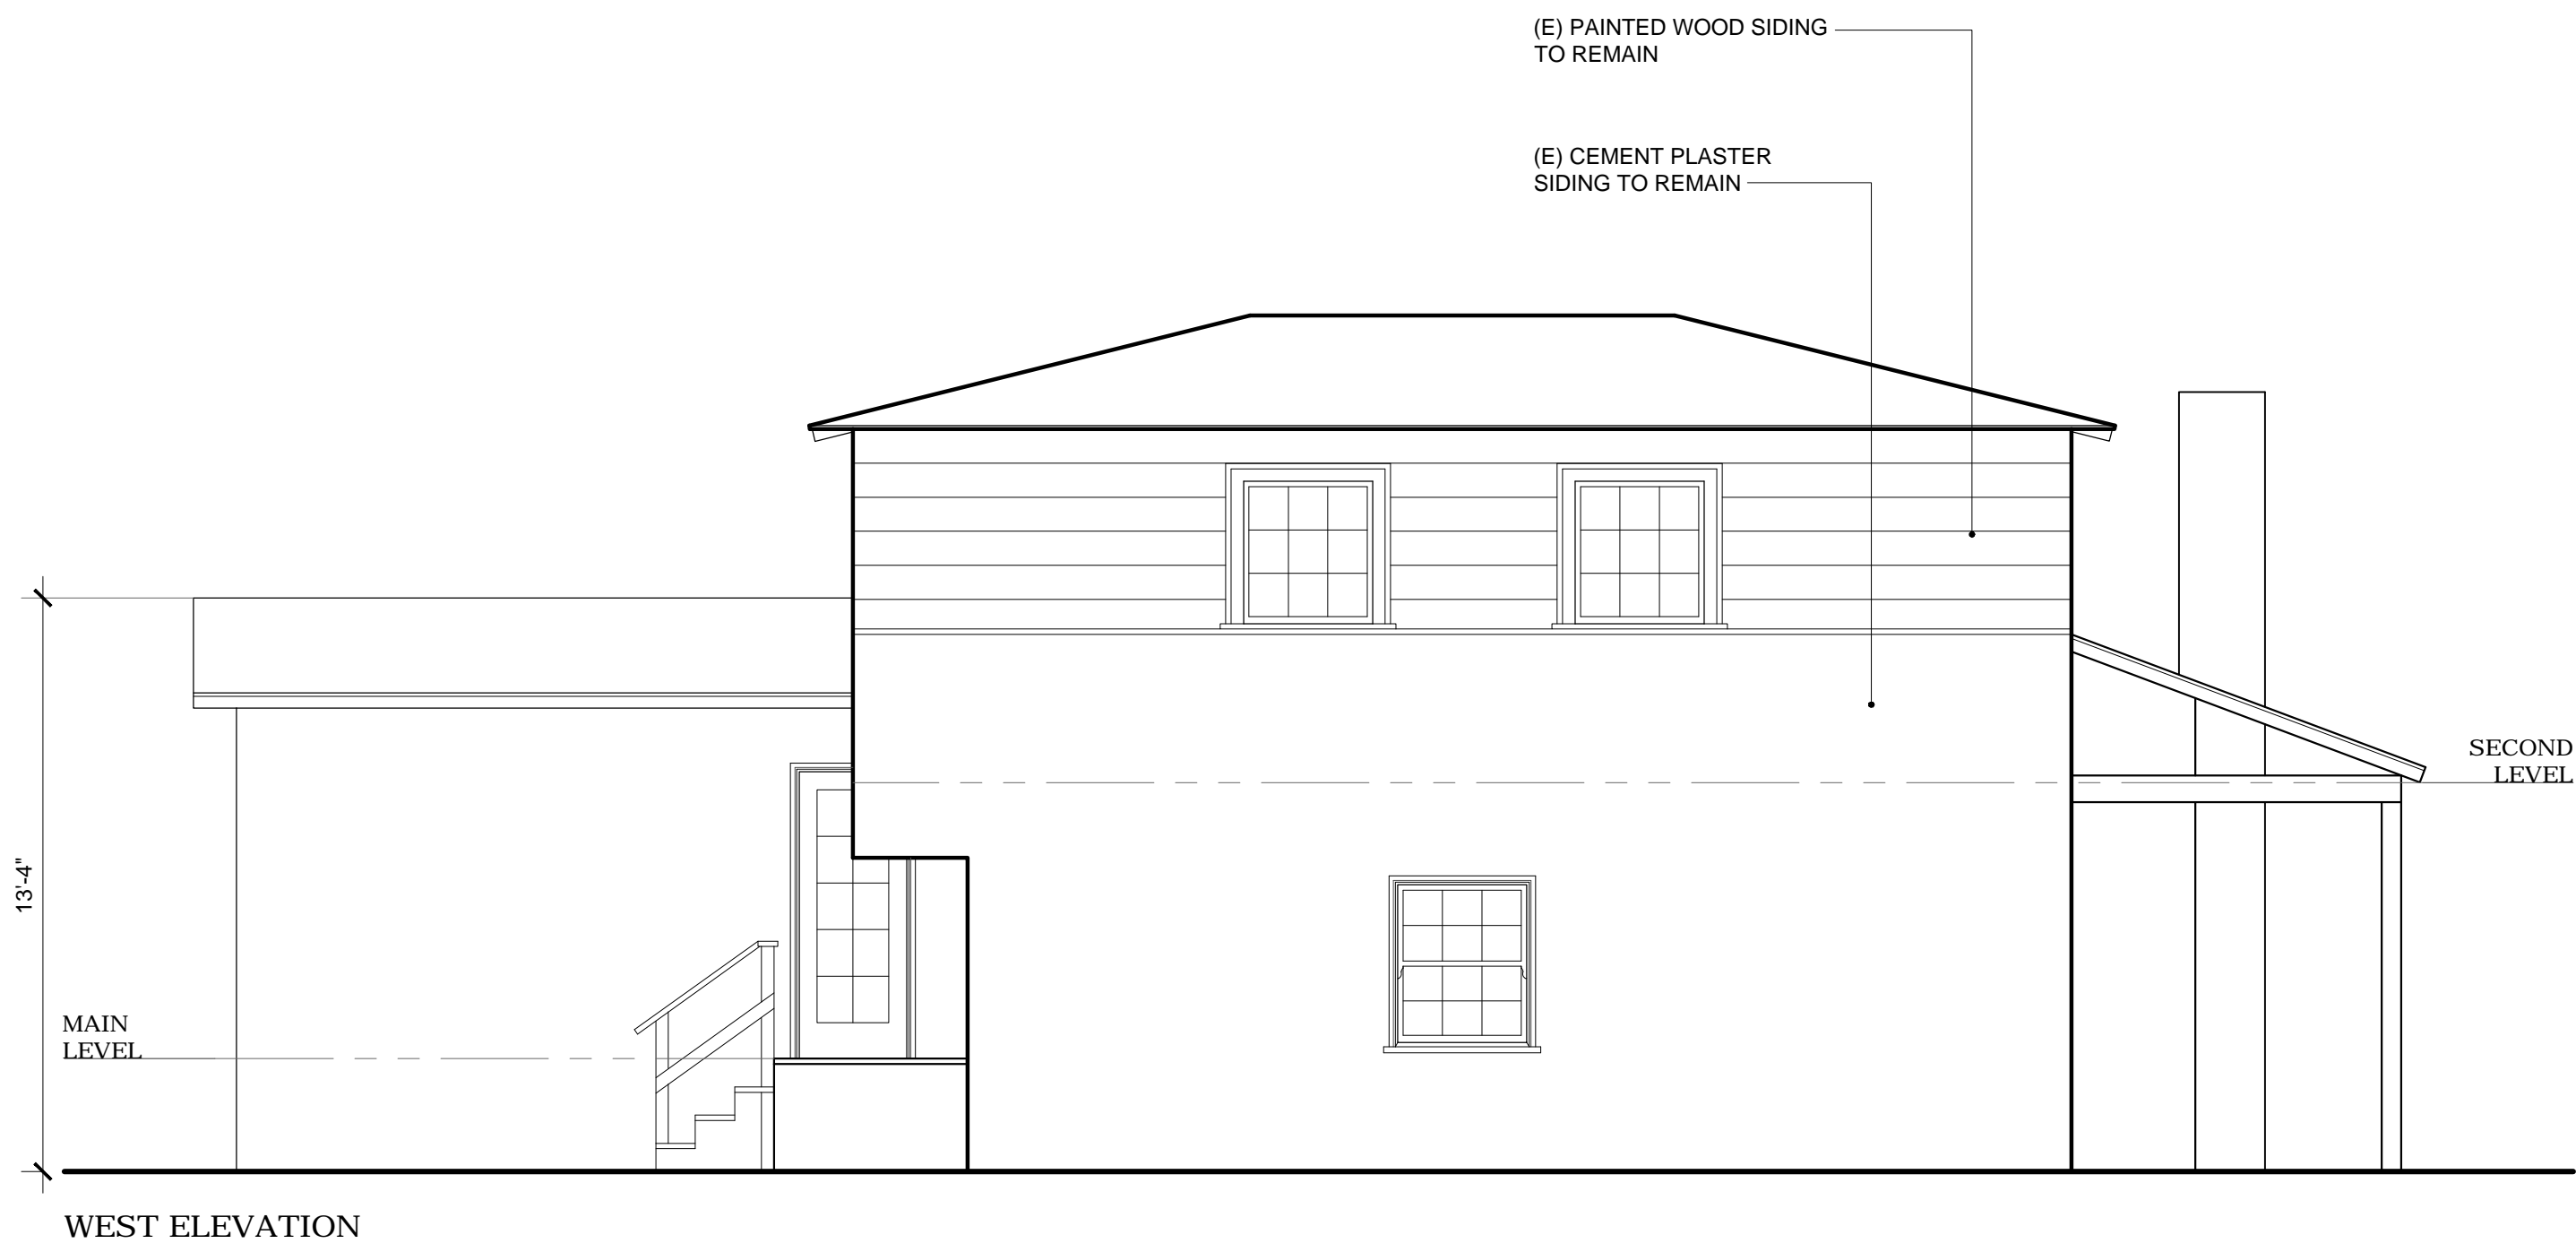 (E) PAINTED WOOD SIDING
TO REMAIN
(E) CEMENT PLASTER
SIDING TO REMAIN
SECOND
LEVEL
13'-4"
MAIN
LEVEL
WEST ELEVATION